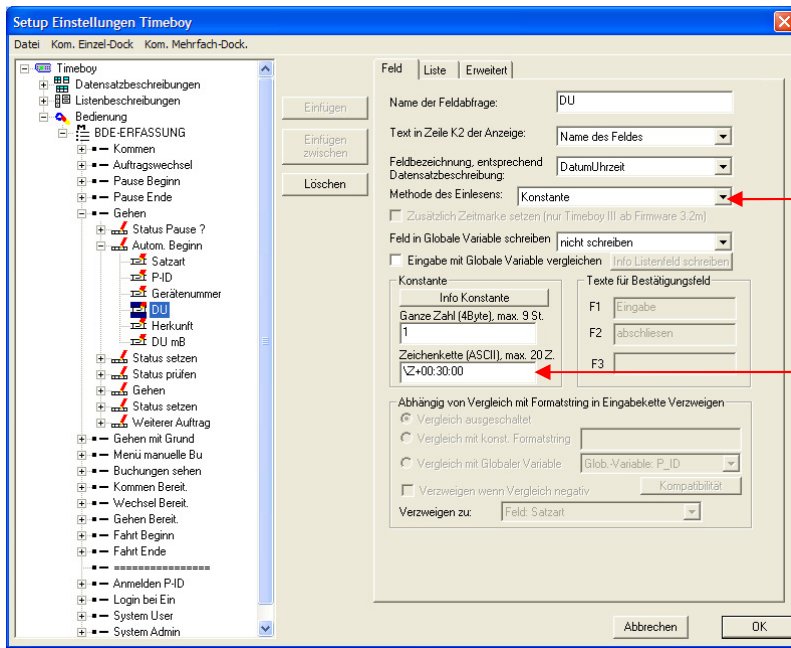 Setup Einstellungen Timeboy
Datei Kom. Einzel-Dock Kom. Mehrfach-Dock.
Timeboy
Datensatzbeschreibungen
Listenbeschreibungen
Bedienung
BDE-ERFASSUNG
Kommen
Auftragswechsel
Pause Beginn
Pause Ende
Gehen
Status Pause ?
Autom. Beginn
Satzart
P-ID
Gerätenummer
DU
Herkunft
DU mB
Status setzen
Status prüfen
Gehen
Status setzen
Weiterer Auftrag
Gehen mit Grund
Menü manuelle Bu
Buchungen sehen
Kommen Bereit.
Wechsel Bereit.
Gehen Bereit.
Fahrt Beginn
Fahrt Ende
================
Anmelden P-ID
Login bei Ein
System User
System Admin
Einfügen
Einfügen
zwischen
Löschen
Feld Liste Erweitert
Name der Feldabfrage: DU
Text in Zeile K2 der Anzeige: Name des Feldes
Feldbezeichnung, entsprechend
Datensatzbeschreibung: DatumUhrzeit
Methode des Einlesens: Konstante
Zusätzlich Zeitmarke setzen (nur Timeboy III ab Firmware 3.2m)
Feld in Globale Variable schreiben nicht schreiben
Eingabe mit Globale Variable vergleichen Info Listenfeld schreiben
Konstante
Info Konstante
Ganze Zahl (4Byte), max. 9 St.
1
Zeichenkette (ASCII), max. 20 Z.
\Z+00:30:00
Texte für Bestätigungsfeld
F1 Eingabe
F2 abschliesen
F3
Abhängig von Vergleich mit Formatstring in Eingabekette Verzweigen
Vergleich ausgeschaltet
Vergleich mit konst. Formatstring
Vergleich mit Globaler Variable Glob.-Variable: P_ID
Verzweigen wenn Vergleich negativ Kompatibilität
Verzweigen zu: Feld: Satzart
Abbrechen OK